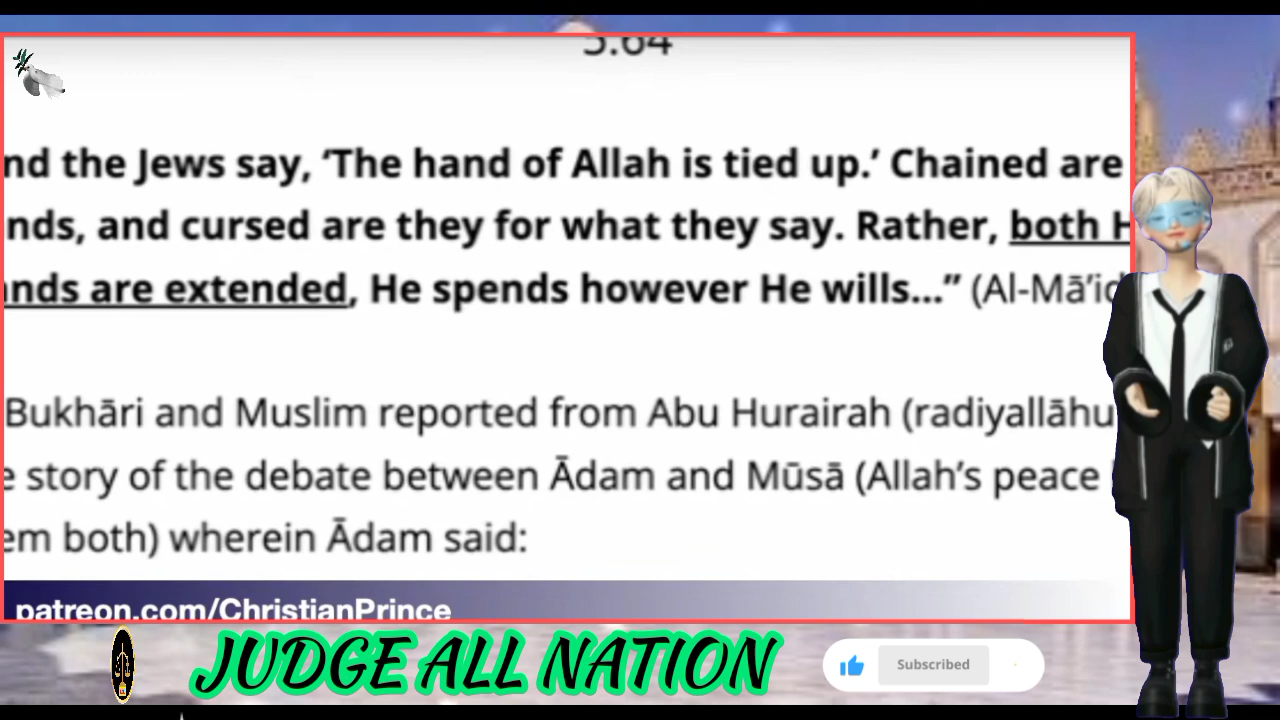 5:64
nd the Jews say, ‘The hand of Allah is tied up.’ Chained are
nds, and cursed are they for what they say. Rather, both H
ands are extended, He spends however He wills...” (Al-Mā’id
Bukhāri and Muslim reported from Abu Hurairah (radiyallāhu
e story of the debate between Ādam and Mūsā (Allah’s peace
em both) wherein Ādam said:
patreon.com/ChristianPrince
JUDGE ALL NATION
Subscribed